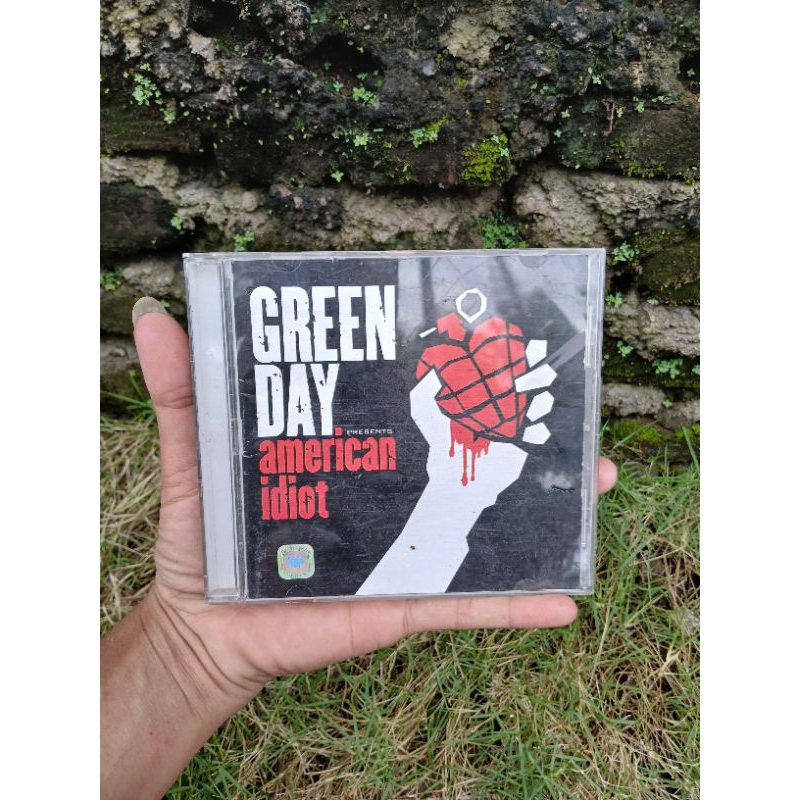 GREEN
DAY.
PRESENTS
american
idiot